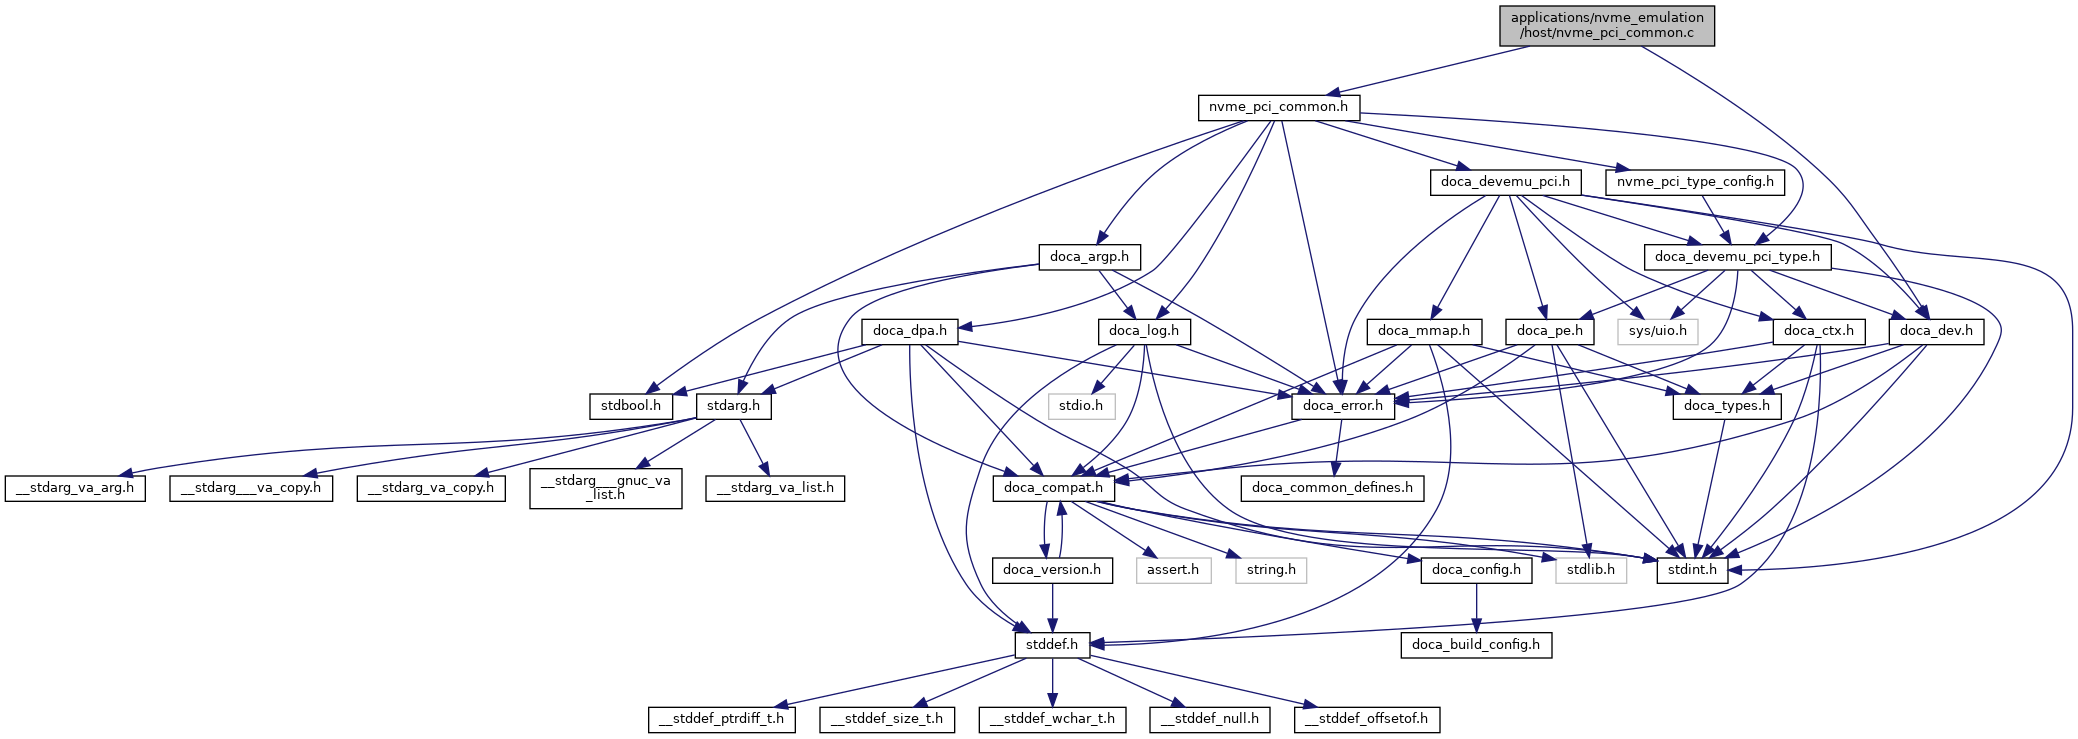 applications/nvme_emulation
/host/nvme_pci_common.c
nvme_pci_common.h
doca_devemu_pci.h
nvme_pci_type_config.h
doca_argp.h
doca_devemu_pci_type.h
doca_dpa.h
doca_log.h
doca_mmap.h
doca_pe.h
sys/uio.h
doca_ctx.h
doca_dev.h
stdbool.h
stdarg.h
stdio.h
doca_error.h
doca_types.h
__stdarg_va_arg.h
__stdarg___va_copy.h
__stdarg_va_copy.h
__stdarg___gnuc_va
_list.h
__stdarg_va_list.h
doca_compat.h
doca_common_defines.h
doca_version.h
assert.h
string.h
doca_config.h
stdlib.h
stdint.h
stddef.h
doca_build_config.h
__stddef_ptrdiff_t.h
__stddef_size_t.h
__stddef_wchar_t.h
__stddef_null.h
__stddef_offsetof.h